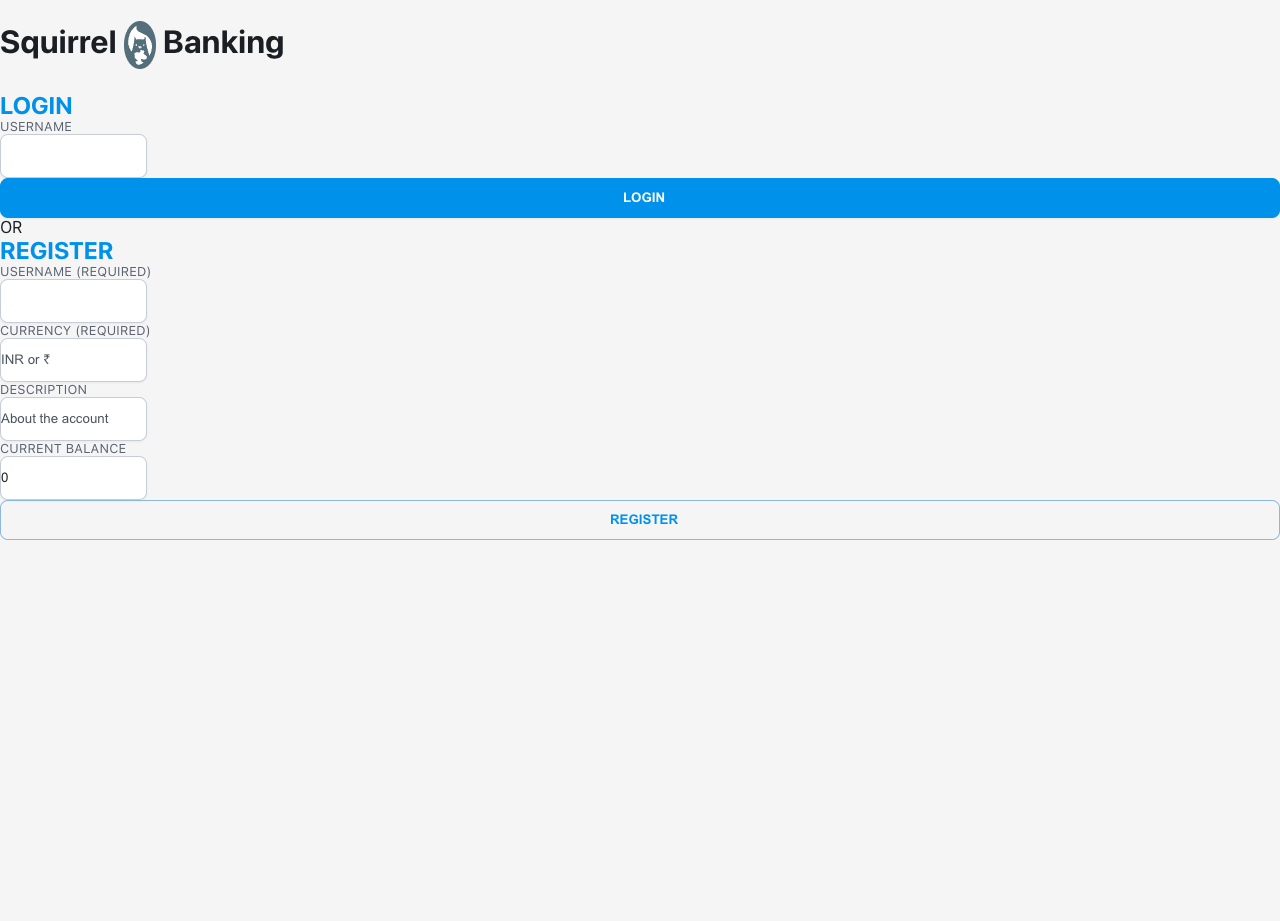 Squirrel Banking
LOGIN
USERNAME
LOGIN
OR
REGISTER
USERNAME (REQUIRED)
CURRENCY (REQUIRED)
INR or ₹
DESCRIPTION
About the account
CURRENT BALANCE
0
REGISTER